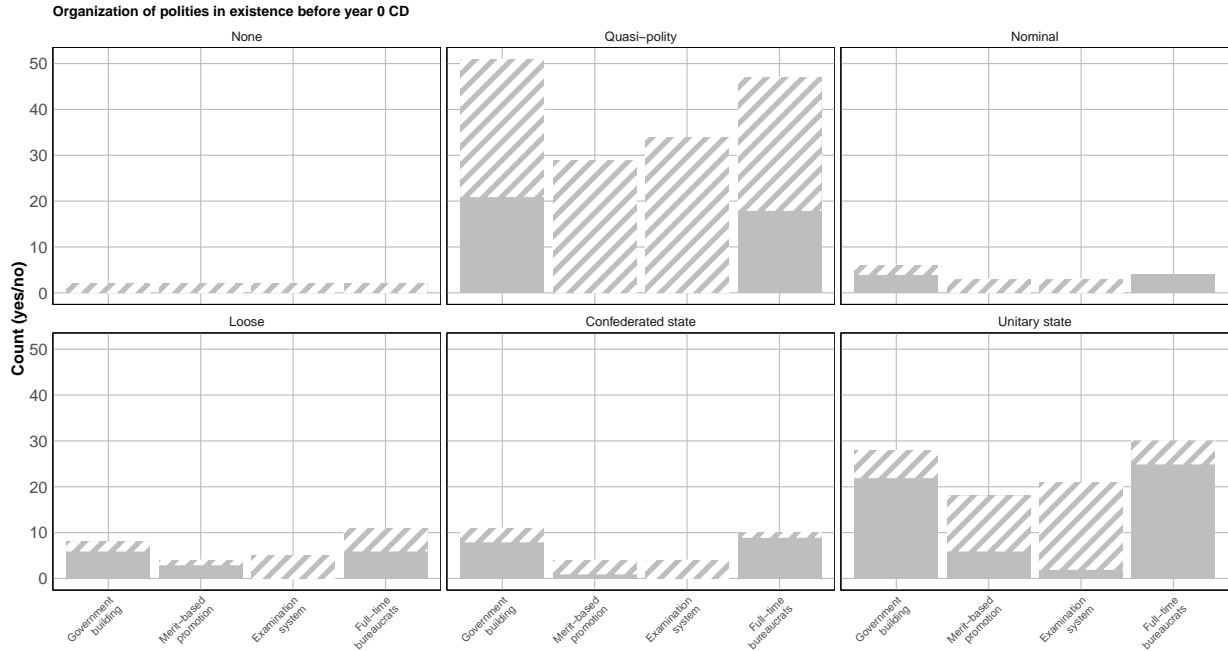 Organization of polities in existence before year 0 CD
None
Quasi−polity
Nominal
50
40
30
20
10
0
Loose
Confederated state
Unitary state
50
40
30
20
10
0
Count (yes/no)
Government
building
Merit−based
promotion
Examination
system
Full−time
bureaucrats
Government
building
Merit−based
promotion
Examination
system
Full−time
bureaucrats
Government
building
Merit−based
promotion
Examination
system
Full−time
bureaucrats